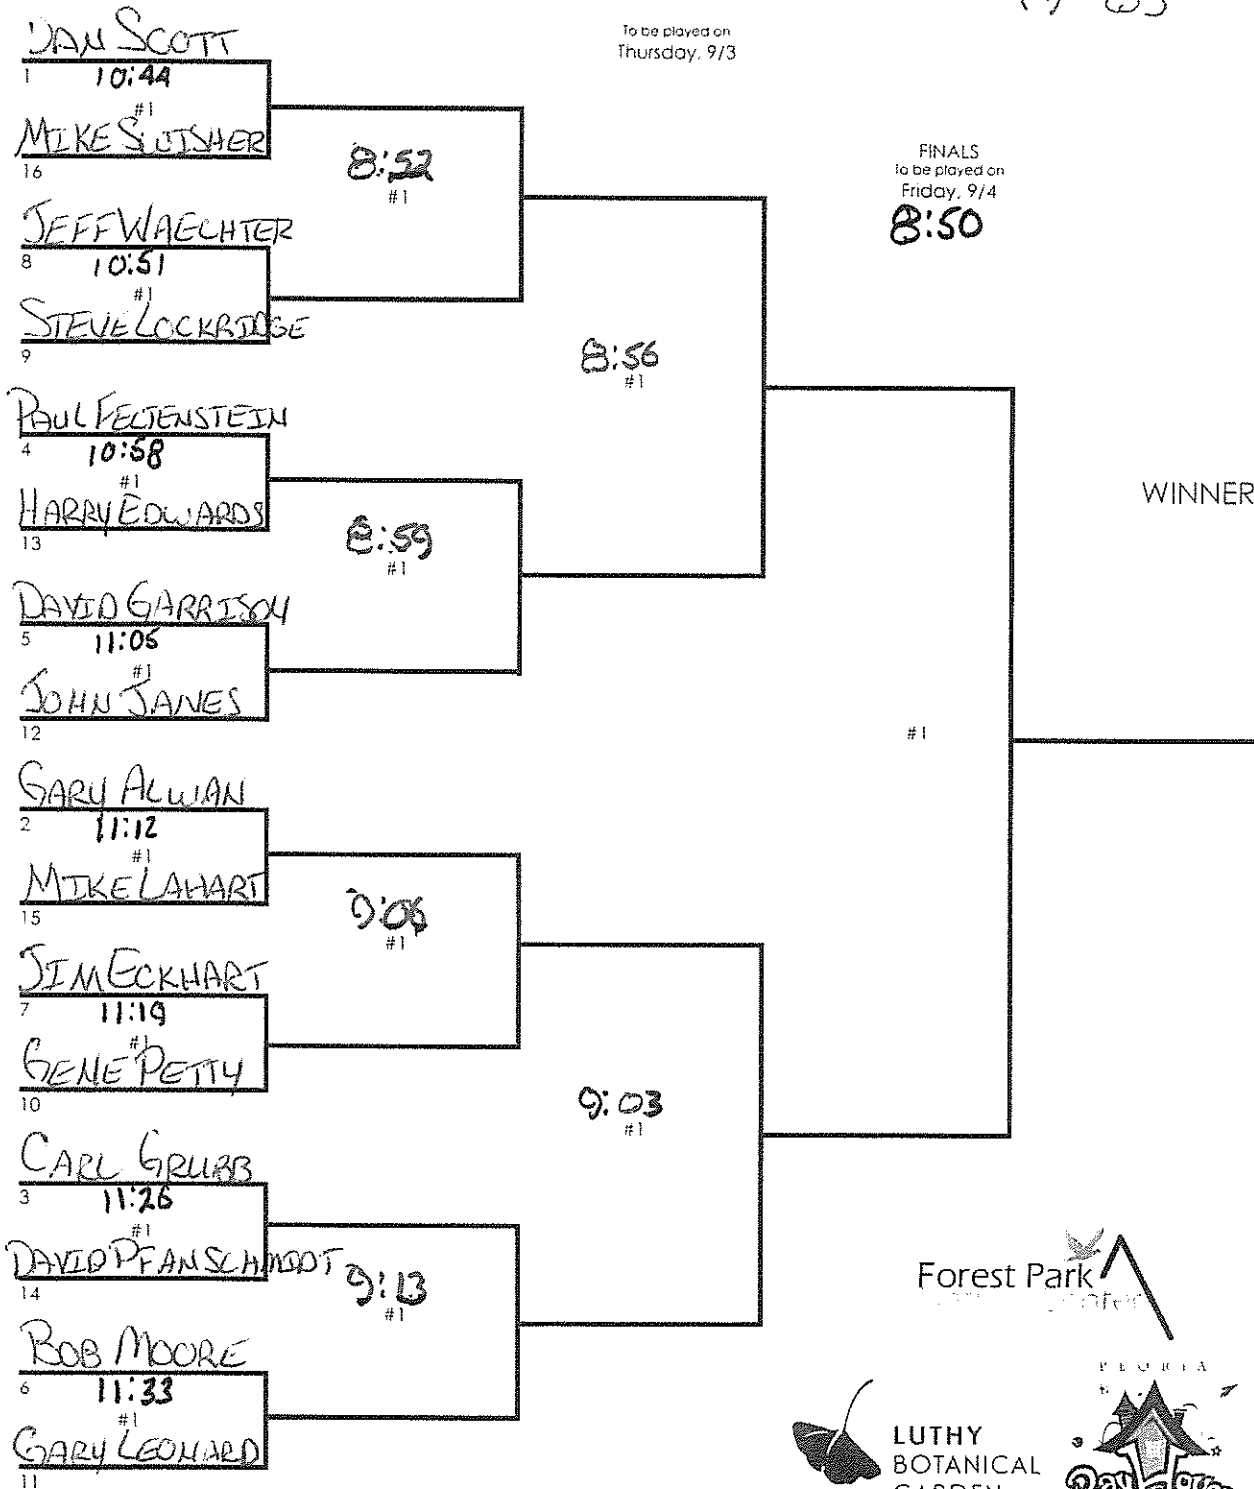 To be played on
Thursday, 9/3
FINALS
To be played on
Friday, 9/4
8:50
DAN SCOTT
1 10:44
#1
MIKE SWISHER
16
8:52
#1
JEFF WAECHTER
8 10:51
#1
STEVE LOCKRIDGE
9
8:56
#1
PAUL FELTENSTEIN
4 10:58
#1
HARRY EDWARDS
13
8:59
#1
WINNER
DAVID GARRISON
5 11:05
#1
JOHN JANES
12
#1
GARY ALWAN
2 11:12
#1
MIKE LAHART
15
9:06
#1
JIM ECKHART
7 11:19
#1
GENE PETTY
10
9:03
#1
CARL GRUBB
3 11:26
#1
DAVID PFANSCHMIDT
14
9:13
#1
BOB MOORE
6 11:33
#1
GARY LEONARD
11
Forest Park
PEORIA
LUTHY
BOTANICAL
GARDEN